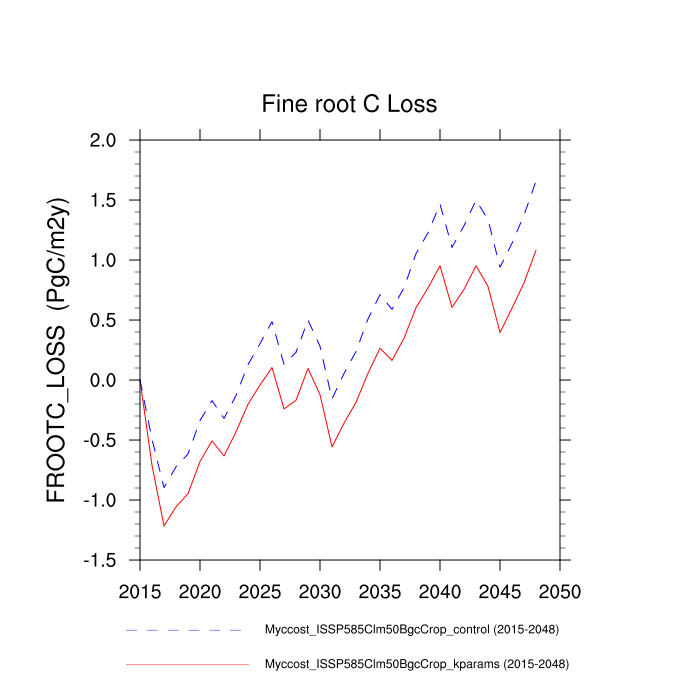 Fine root C Loss
FROOTC_LOSS (PgC/m2y)
2.0
1.5
1.0
0.5
0.0
-0.5
-1.0
-1.5
2015 2020 2025 2030 2035 2040 2045 2050
Myccost_ISSP585Clm50BgcCrop_control (2015-2048)
Myccost_ISSP585Clm50BgcCrop_kparams (2015-2048)